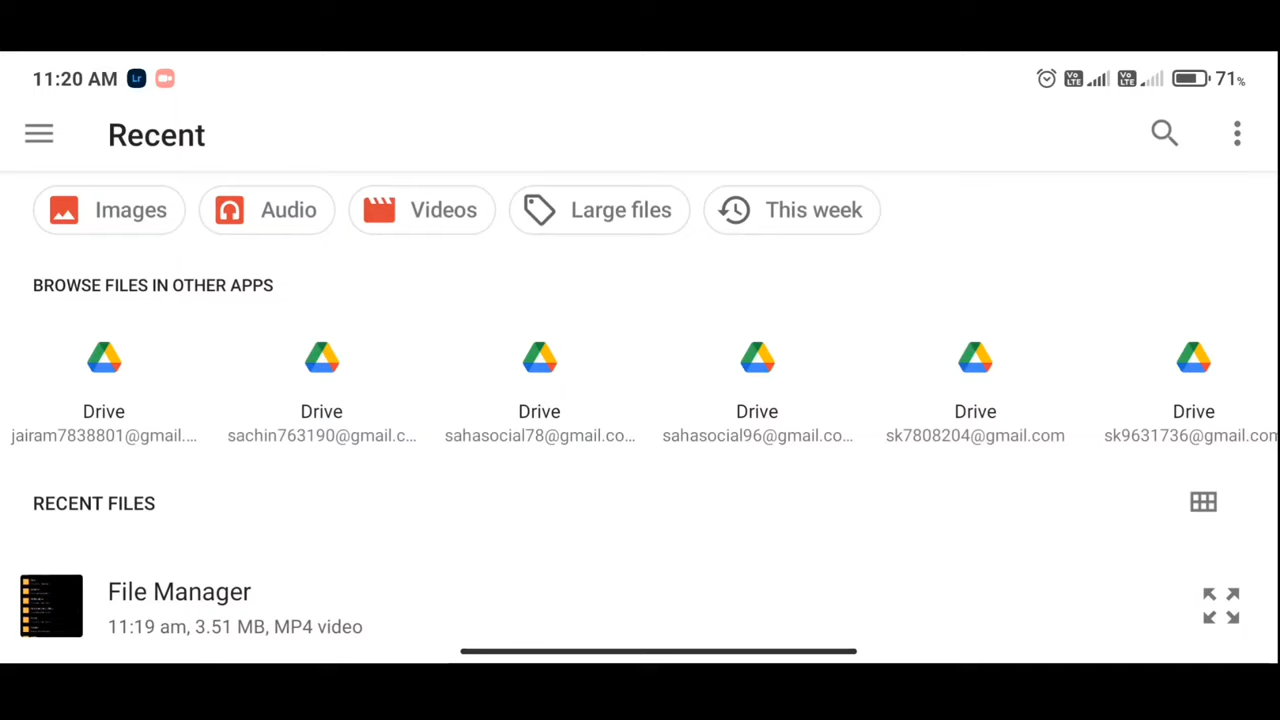 11:20 AM Lr 71%
Recent
Images Audio Videos Large files This week
BROWSE FILES IN OTHER APPS
Drive Drive Drive Drive Drive Drive
jairam7838801@gmail.... sachin763190@gmail.c... sahasocial78@gmail.co... sahasocial96@gmail.co... sk7808204@gmail.com sk9631736@gmail.com
RECENT FILES
File Manager
11:19 am, 3.51 MB, MP4 video